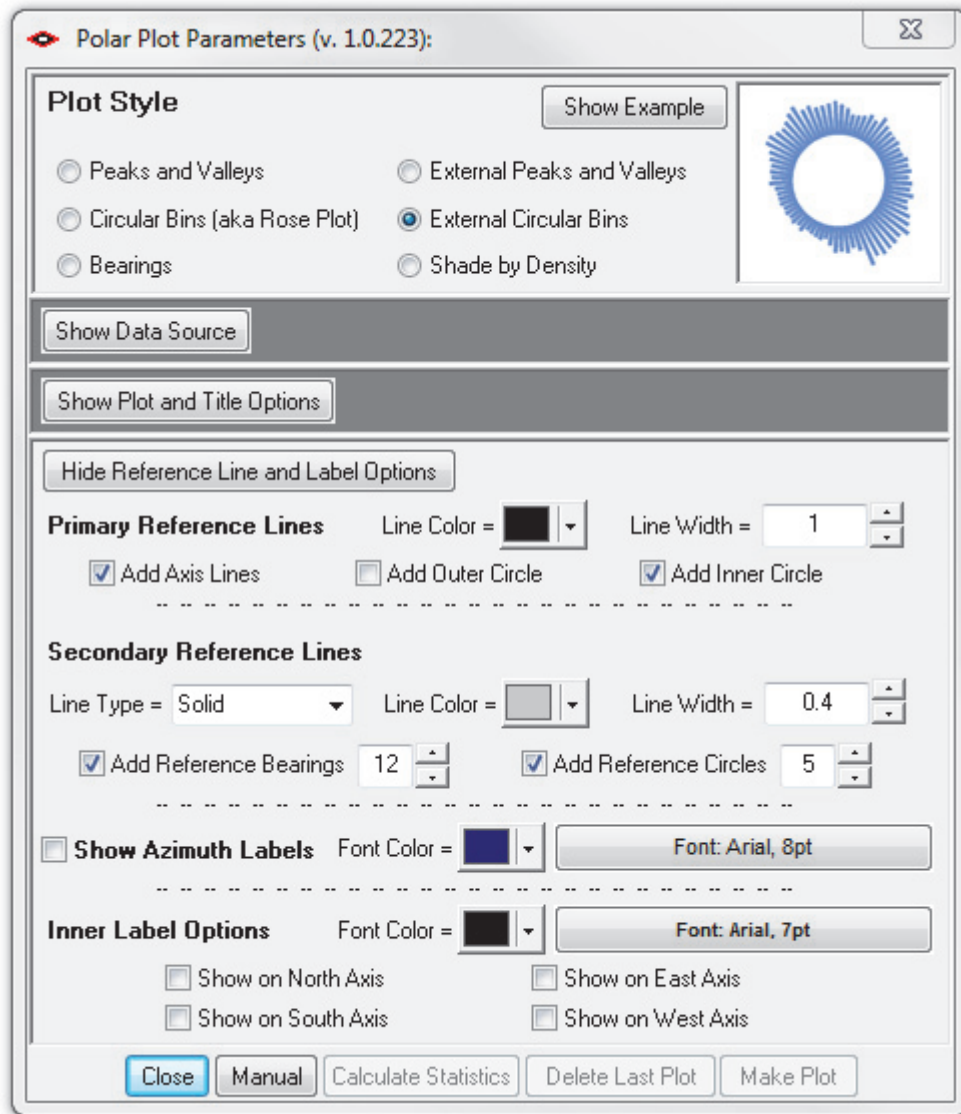 Polar Plot Parameters (v. 1.0.223):
Plot Style
Show Example
Peaks and Valleys
External Peaks and Valleys
Circular Bins (aka Rose Plot)
External Circular Bins
Bearings
Shade by Density
Show Data Source
Show Plot and Title Options
Hide Reference Line and Label Options
Primary Reference Lines Line Color = Line Width = 1
Add Axis Lines Add Outer Circle Add Inner Circle
Secondary Reference Lines
Line Type = Solid Line Color = Line Width = 0.4
Add Reference Bearings 12 Add Reference Circles 5
Show Azimuth Labels Font Color = Font: Arial, 8pt
Inner Label Options Font Color = Font: Arial, 7pt
Show on North Axis Show on East Axis
Show on South Axis Show on West Axis
Close Manual Calculate Statistics Delete Last Plot Make Plot